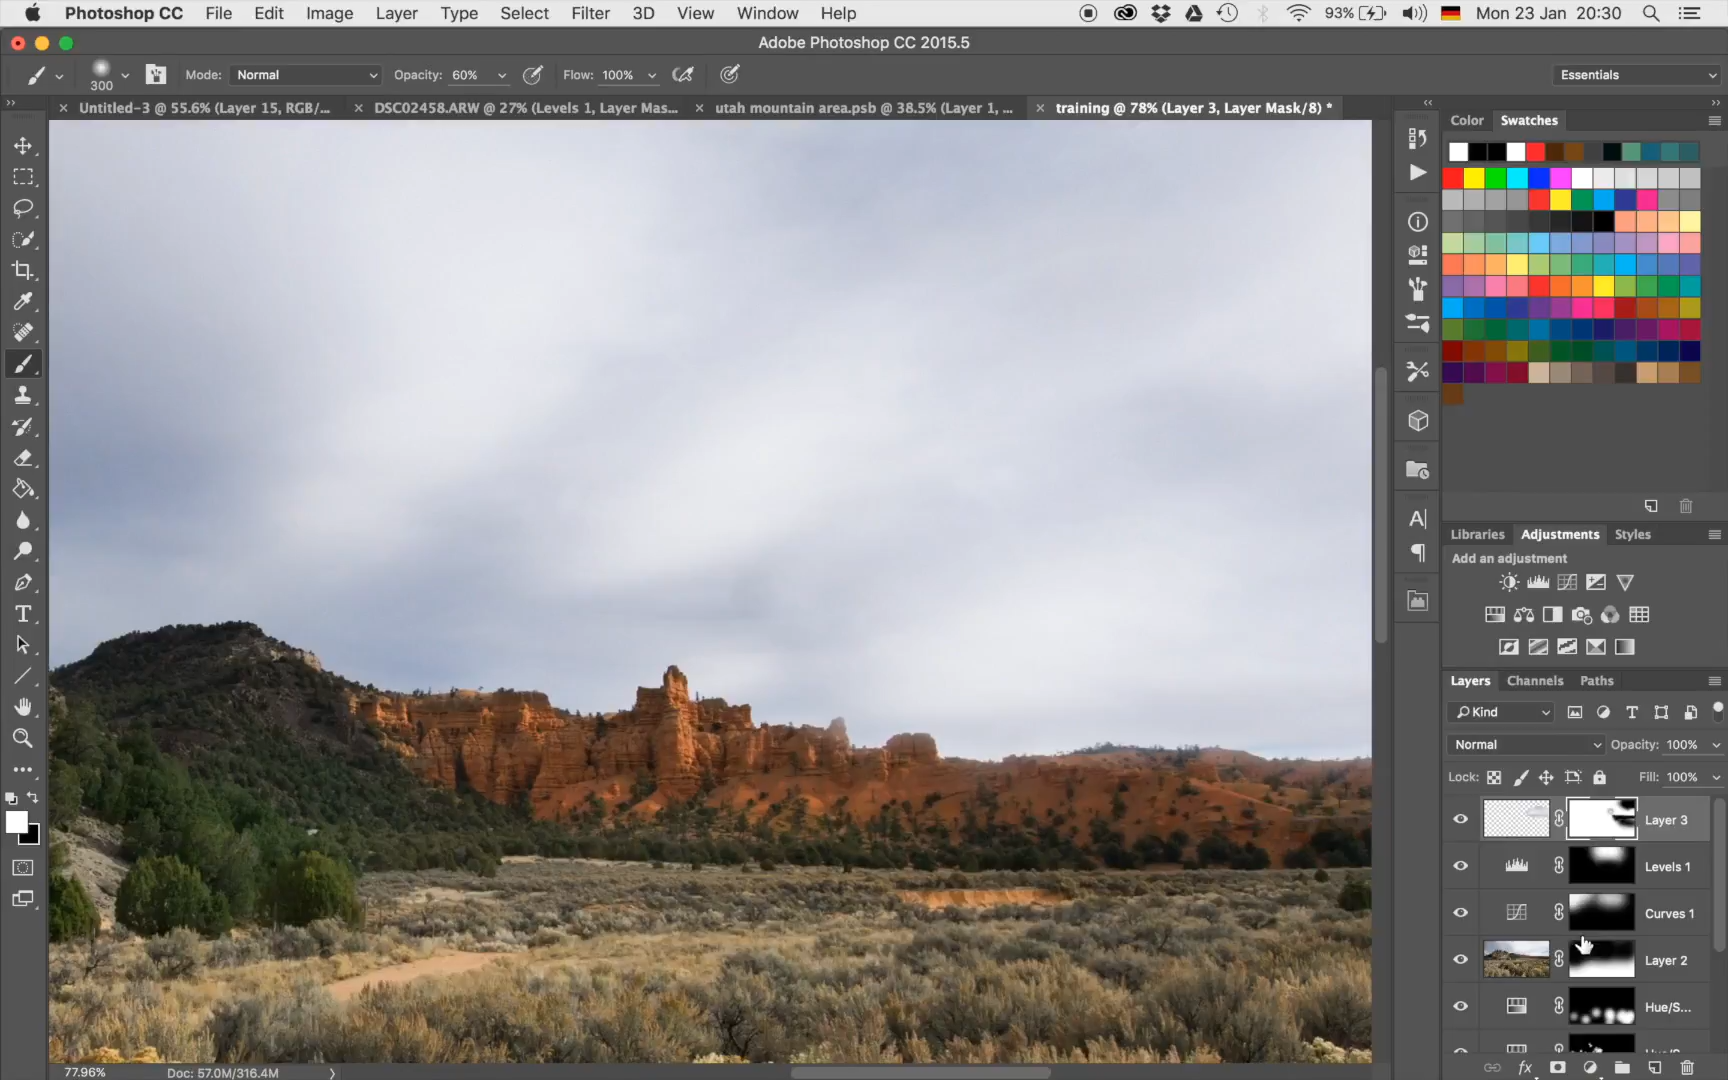 Photoshop CC File Edit Image Layer Type Select Filter 3D View Window Help 93% Mon 23 Jan 20:30
Adobe Photoshop CC 2015.5
300 Mode: Normal Opacity: 60% Flow: 100% Essentials
Untitled-3 @ 55.6% (Layer 15, RGB/... DSC02458.ARW @ 27% (Levels 1, Layer Mas... utah mountain area.psb @ 38.5% (Layer 1, ... training @ 78% (Layer 3, Layer Mask/8) *
Color Swatches
Libraries Adjustments Styles
Add an adjustment
Layers Channels Paths
Kind
Normal Opacity: 100%
Lock: Fill: 100%
Layer 3
Levels 1
Curves 1
Layer 2
Hue/S...
77.96% Doc: 57.0M/316.4M